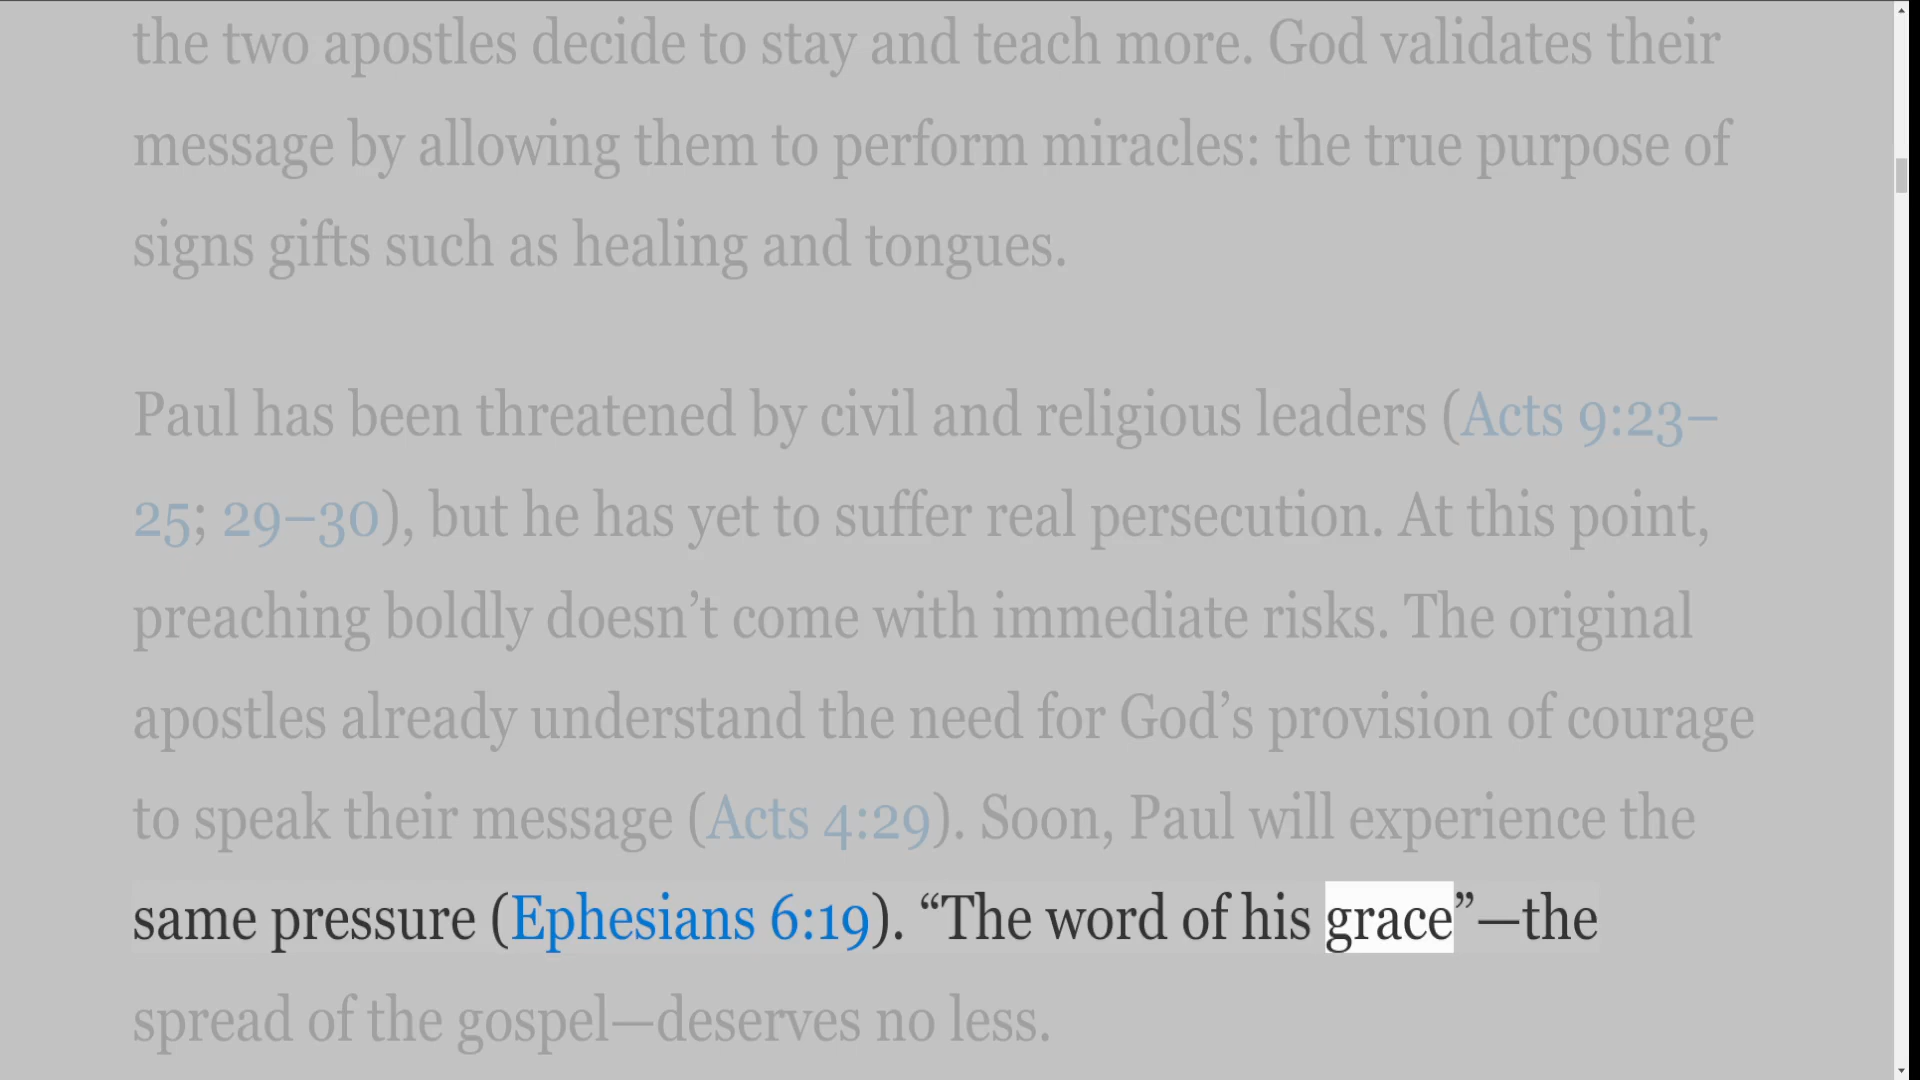 the two apostles decide to stay and teach more. God validates their
message by allowing them to perform miracles: the true purpose of
signs gifts such as healing and tongues.
Paul has been threatened by civil and religious leaders (Acts 9:23–
25; 29–30), but he has yet to suffer real persecution. At this point,
preaching boldly doesn’t come with immediate risks. The original
apostles already understand the need for God’s provision of courage
to speak their message (Acts 4:29). Soon, Paul will experience the
same pressure (Ephesians 6:19). “The word of his grace”—the
spread of the gospel—deserves no less.